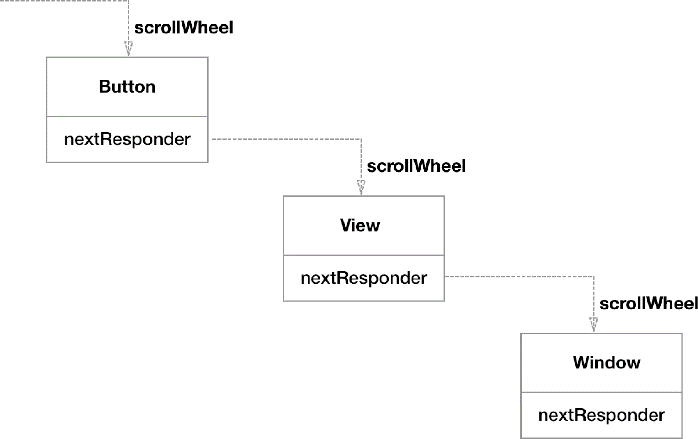 scrollWheel
Button
nextResponder
scrollWheel
View
nextResponder
scrollWheel
Window
nextResponder